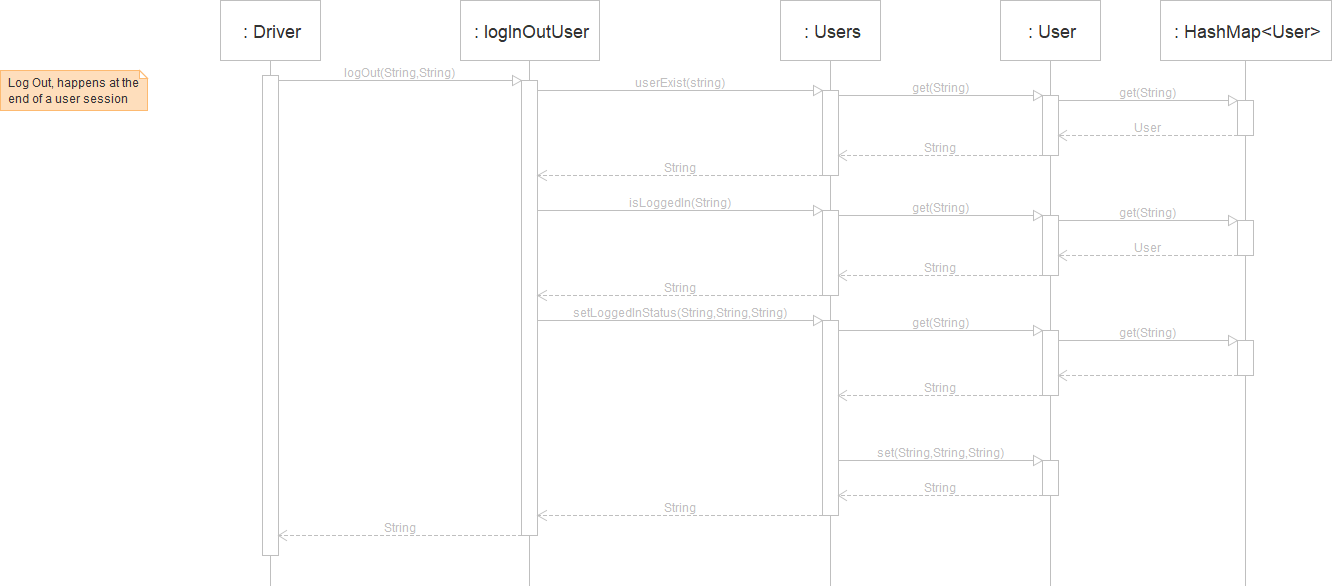 : Driver
: logInOutUser
: Users
: User
: HashMap<User>
Log Out, happens at the
end of a user session
logOut(String,String)
userExist(string)
get(String)
get(String)
User
String
String
isLoggedIn(String)
get(String)
get(String)
User
String
String
setLoggedInStatus(String,String,String)
get(String)
get(String)
String
set(String,String,String)
String
String
String